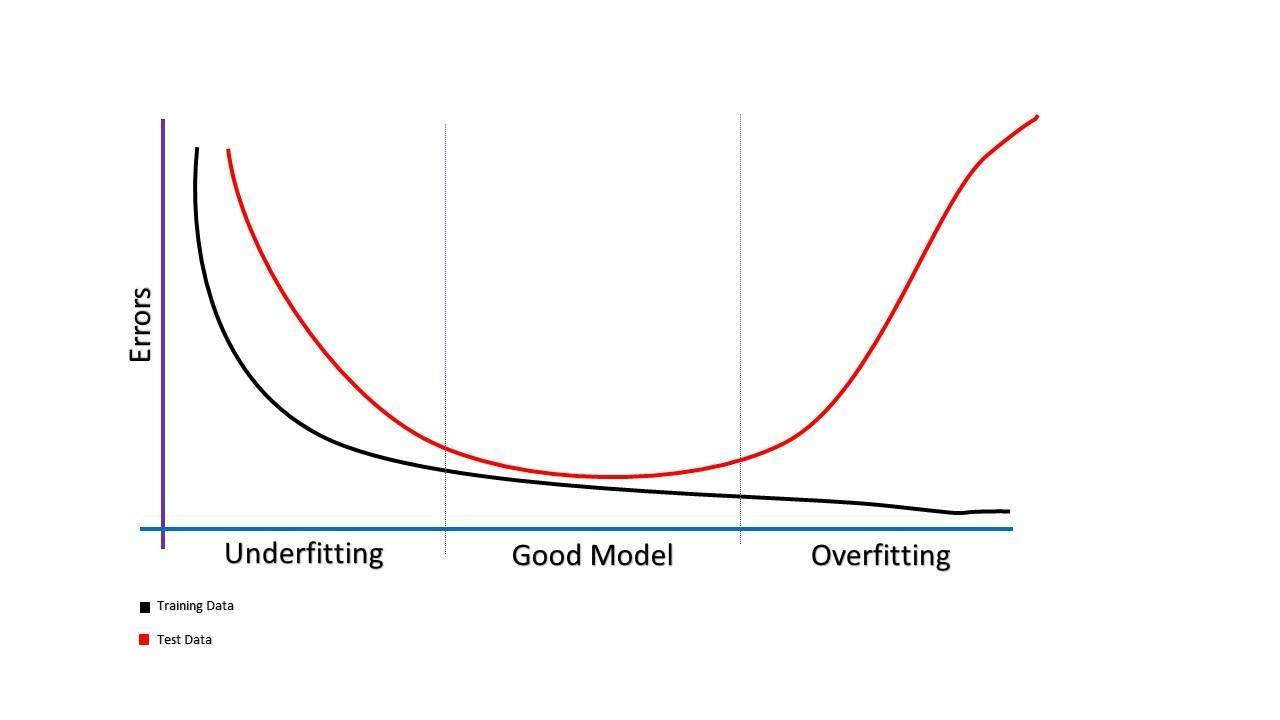 Errors
Underfitting
Good Model
Overfitting
Training Data
Test Data